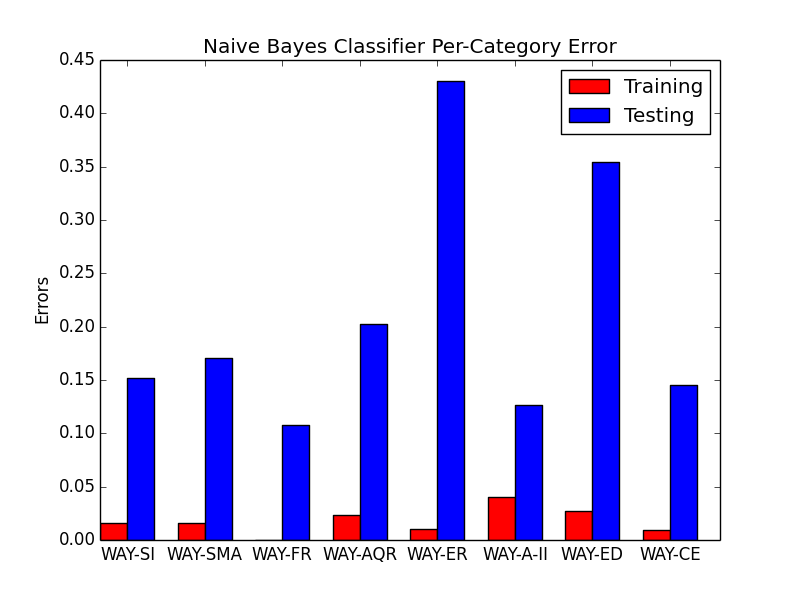 Naive Bayes Classifier Per-Category Error
0.45
0.40
0.35
0.30
0.25
0.20
0.15
0.10
0.05
0.00
Errors
Training
Testing
WAY-SI WAY-SMA WAY-FR WAY-AQR WAY-ER WAY-A-II WAY-ED WAY-CE